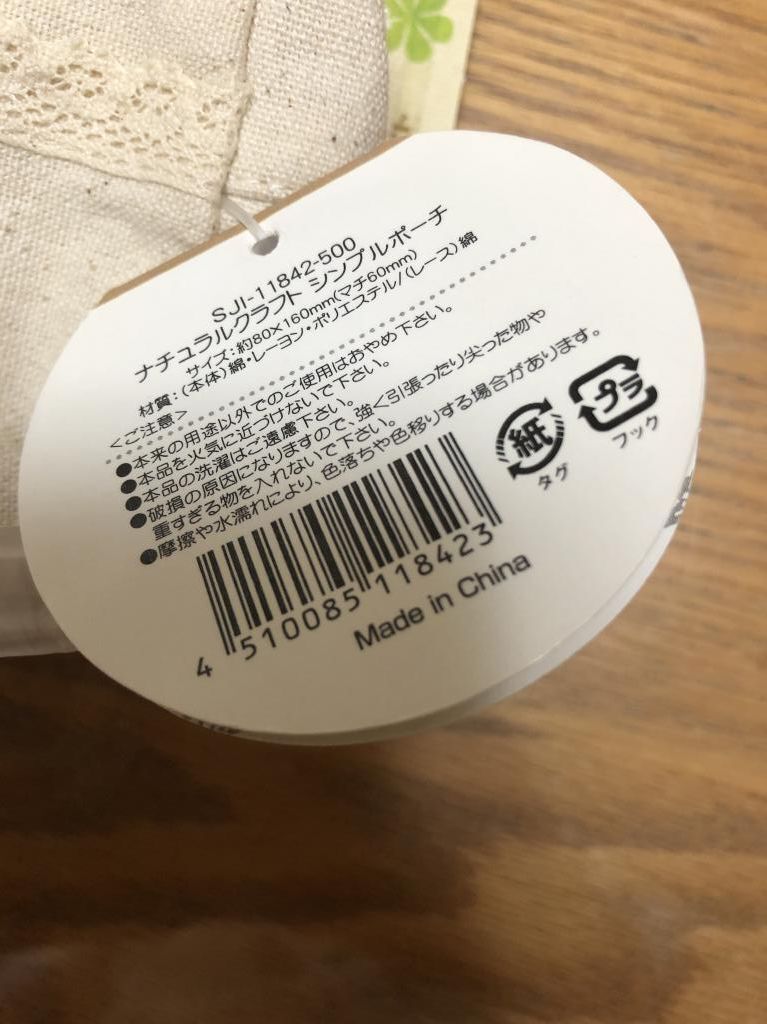 SJI-11842-500
ナチュラルクラフト シンプルポーチ
サイズ:約80×160mm(マチ60mm)
材質:(本体)綿・レーヨン・ポリエステル/(レース)綿
<ご注意>
●本来の用途以外でのご使用はおやめ下さい。
●本品を火気に近づけないで下さい。
●本品の洗濯はご遠慮下さい。
●破損の原因になりますので、強く引張ったり尖った物や
重すぎる物を入れないで下さい。
●摩擦や水濡れにより、色落ちや色移りする場合があります。
紙
タグ
プラ
フック
4 510085 118423
Made in China